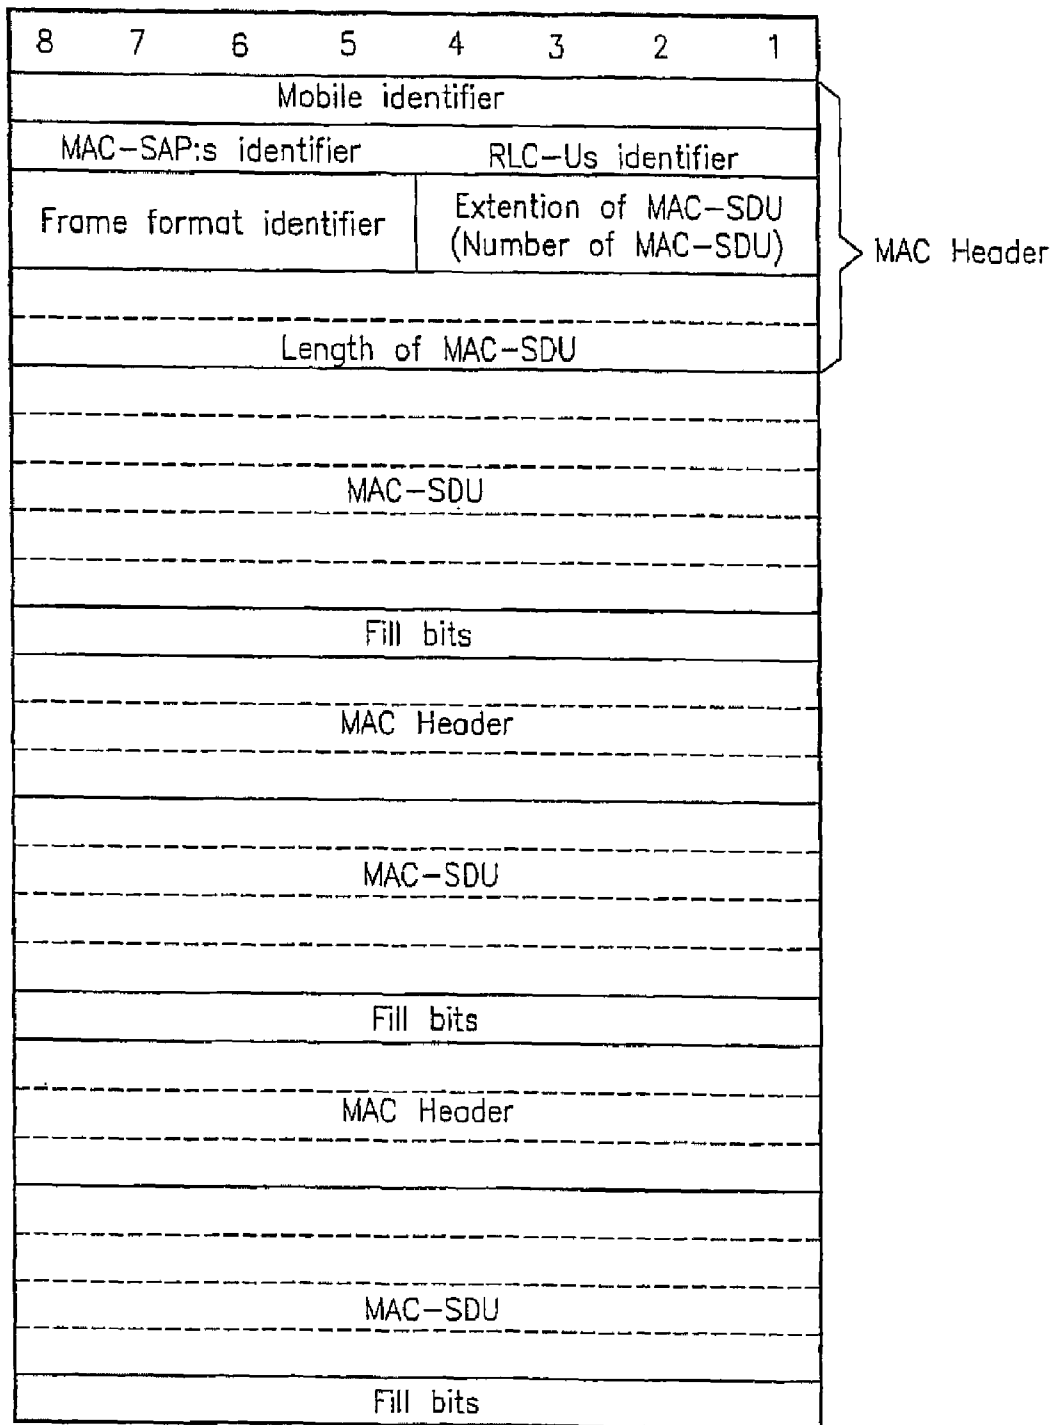 8 7 6 5 4 3 2 1
Mobile identifier
MAC-SAP:s identifier RLC-Us identifier
Frame format identifier
Extention of MAC-SDU
(Number of MAC-SDU)
MAC Header
Length of MAC-SDU
MAC-SDU
Fill bits
MAC Header
MAC-SDU
Fill bits
MAC Header
MAC-SDU
Fill bits